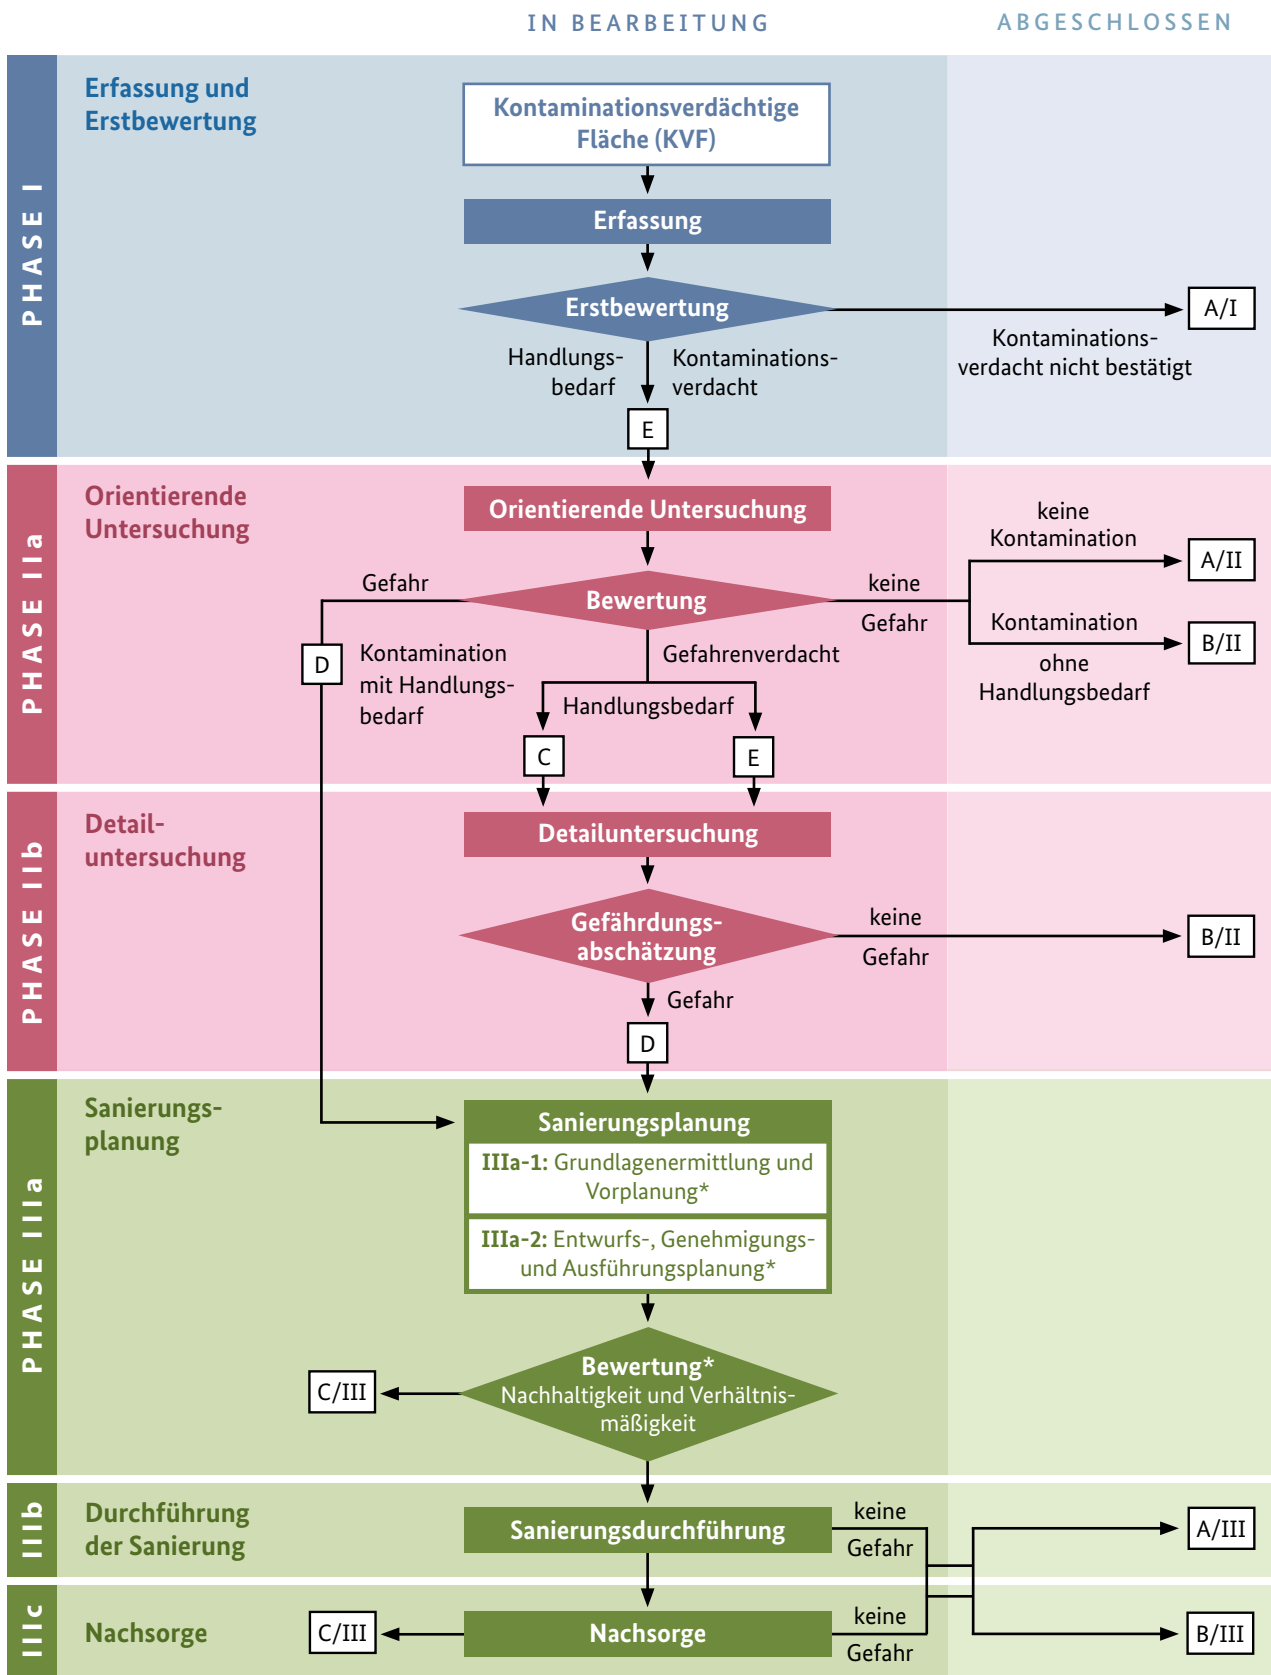 IN BEARBEITUNG
ABGESCHLOSSEN
PHASE I
Erfassung und
Erstbewertung
Kontaminationsverdächtige
Fläche (KVF)
Erfassung
Erstbewertung
A/I
Kontaminations-
verdacht nicht bestätigt
Handlungs-
bedarf
Kontaminations-
verdacht
E
PHASE IIa
Orientierende
Untersuchung
Orientierende Untersuchung
Bewertung
Gefahr
keine
Gefahr
keine
Kontamination
A/II
Kontamination
ohne
Handlungsbedarf
B/II
D
Kontamination
mit Handlungs-
bedarf
Gefahrenverdacht
Handlungsbedarf
C
E
PHASE IIb
Detail-
untersuchung
Detailuntersuchung
Gefährdungs-
abschätzung
keine
Gefahr
B/II
Gefahr
D
PHASE IIIa
Sanierungs-
planung
Sanierungsplanung
IIIa-1: Grundlagenermittlung und
Vorplanung*
IIIa-2: Entwurfs-, Genehmigungs-
und Ausführungsplanung*
Bewertung*
Nachhaltigkeit und Verhältnis-
mäßigkeit
C/III
IIIb
Durchführung
der Sanierung
Sanierungsdurchführung
keine
Gefahr
A/III
IIIc
Nachsorge
C/III
Nachsorge
keine
Gefahr
B/III